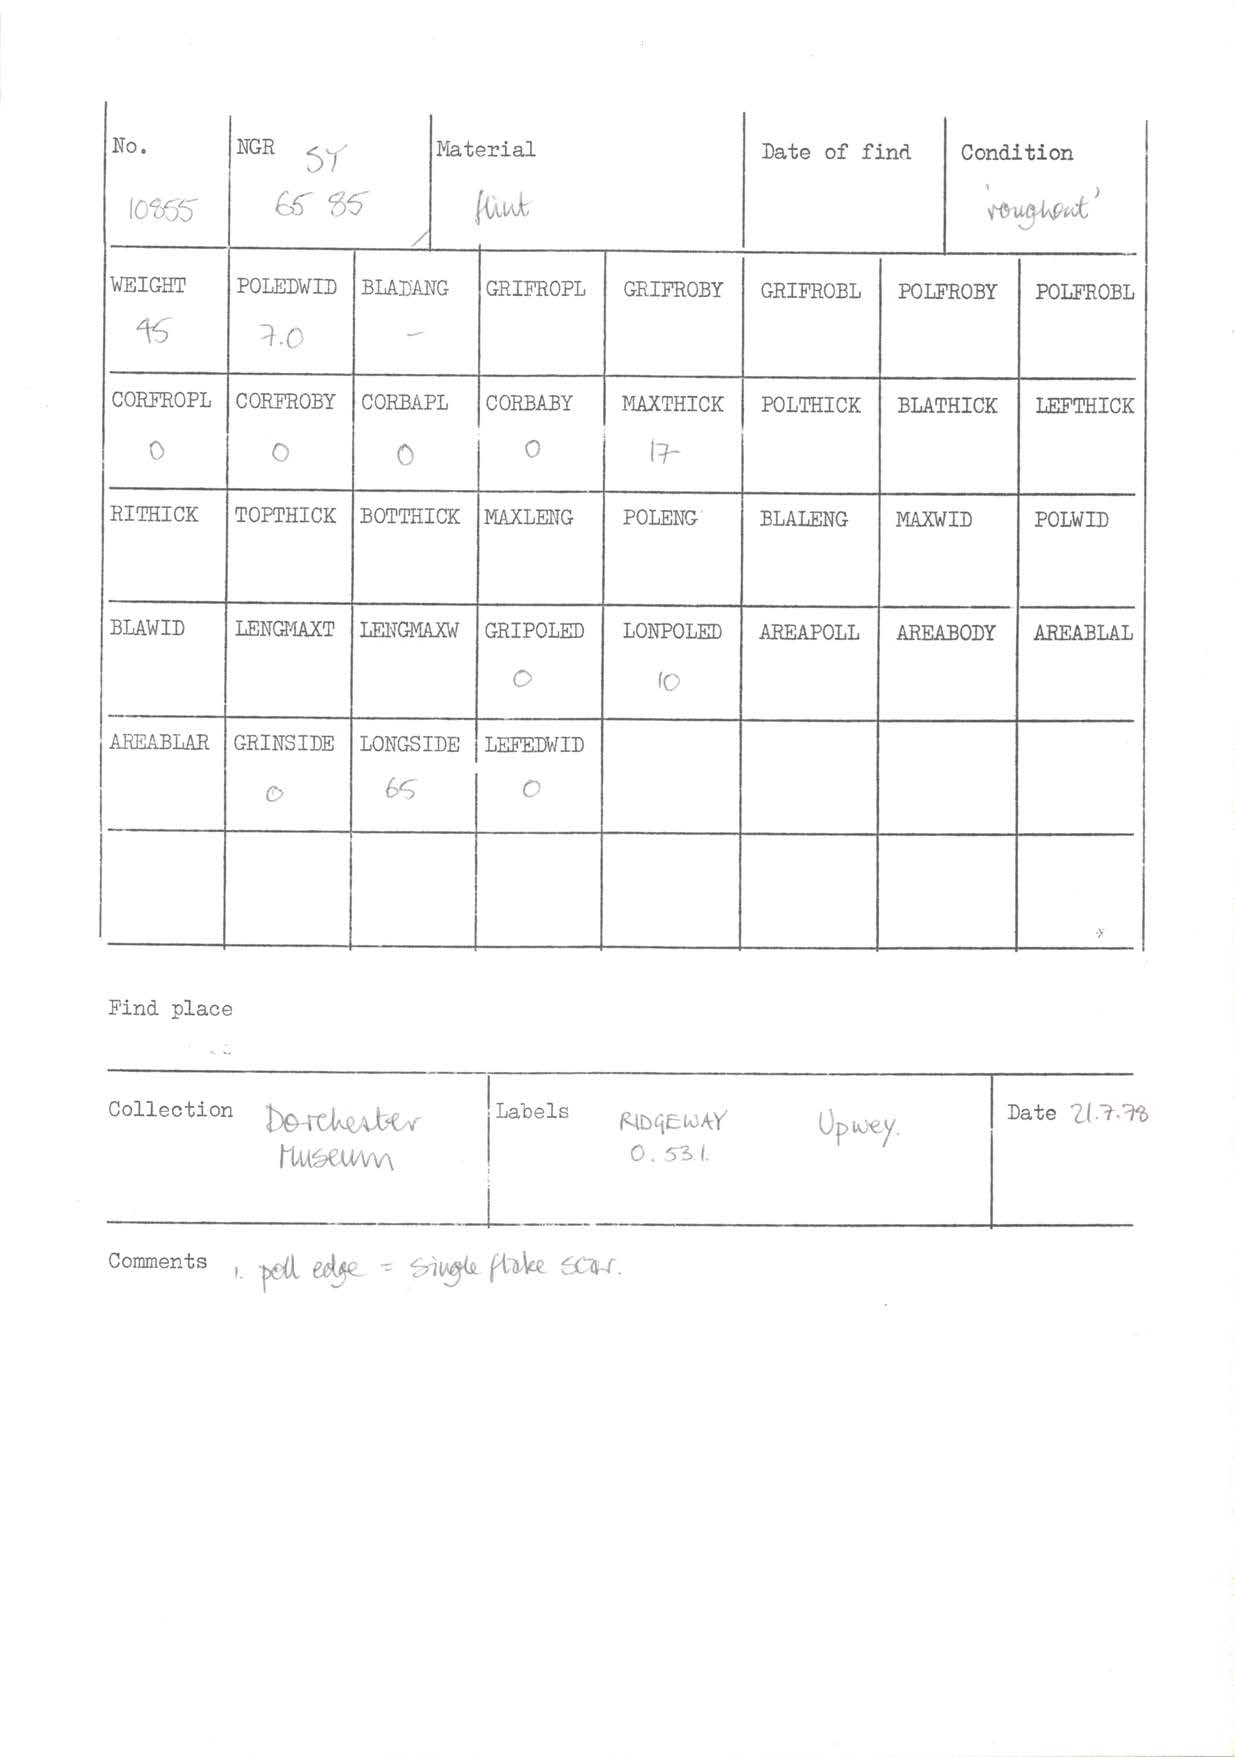 No. NGR SY Material Date of find Condition
10855 65 85 flint 'roughout'
WEIGHT POLEDWID BLADANG GRIFROPL GRIFROBY GRIFROBL POLFROBY POLFROBL
45 7.0 -
CORFROPL CORFROBY CORBAPL CORBABY MAXTHICK POLTHICK BLATHICK LEFTHICK
0 0 0 0 17
RITHICK TOPTHICK BOTTHICK MAXLENG POLENG BLALENG MAXWID POLWID
BLAWID LENGMAXT LENGMAXW GRIPOLED LONPOLED AREAPOLL AREABODY AREABLAL
0 10
AREABLAR GRINSIDE LONGSIDE LEFEDWID
0 65 0
Find place
Collection Dorchester Labels RIDGEWAY Upwey. Date 21.7.78
Museum 0.531.
Comments 1. poll edge = single flake scar.